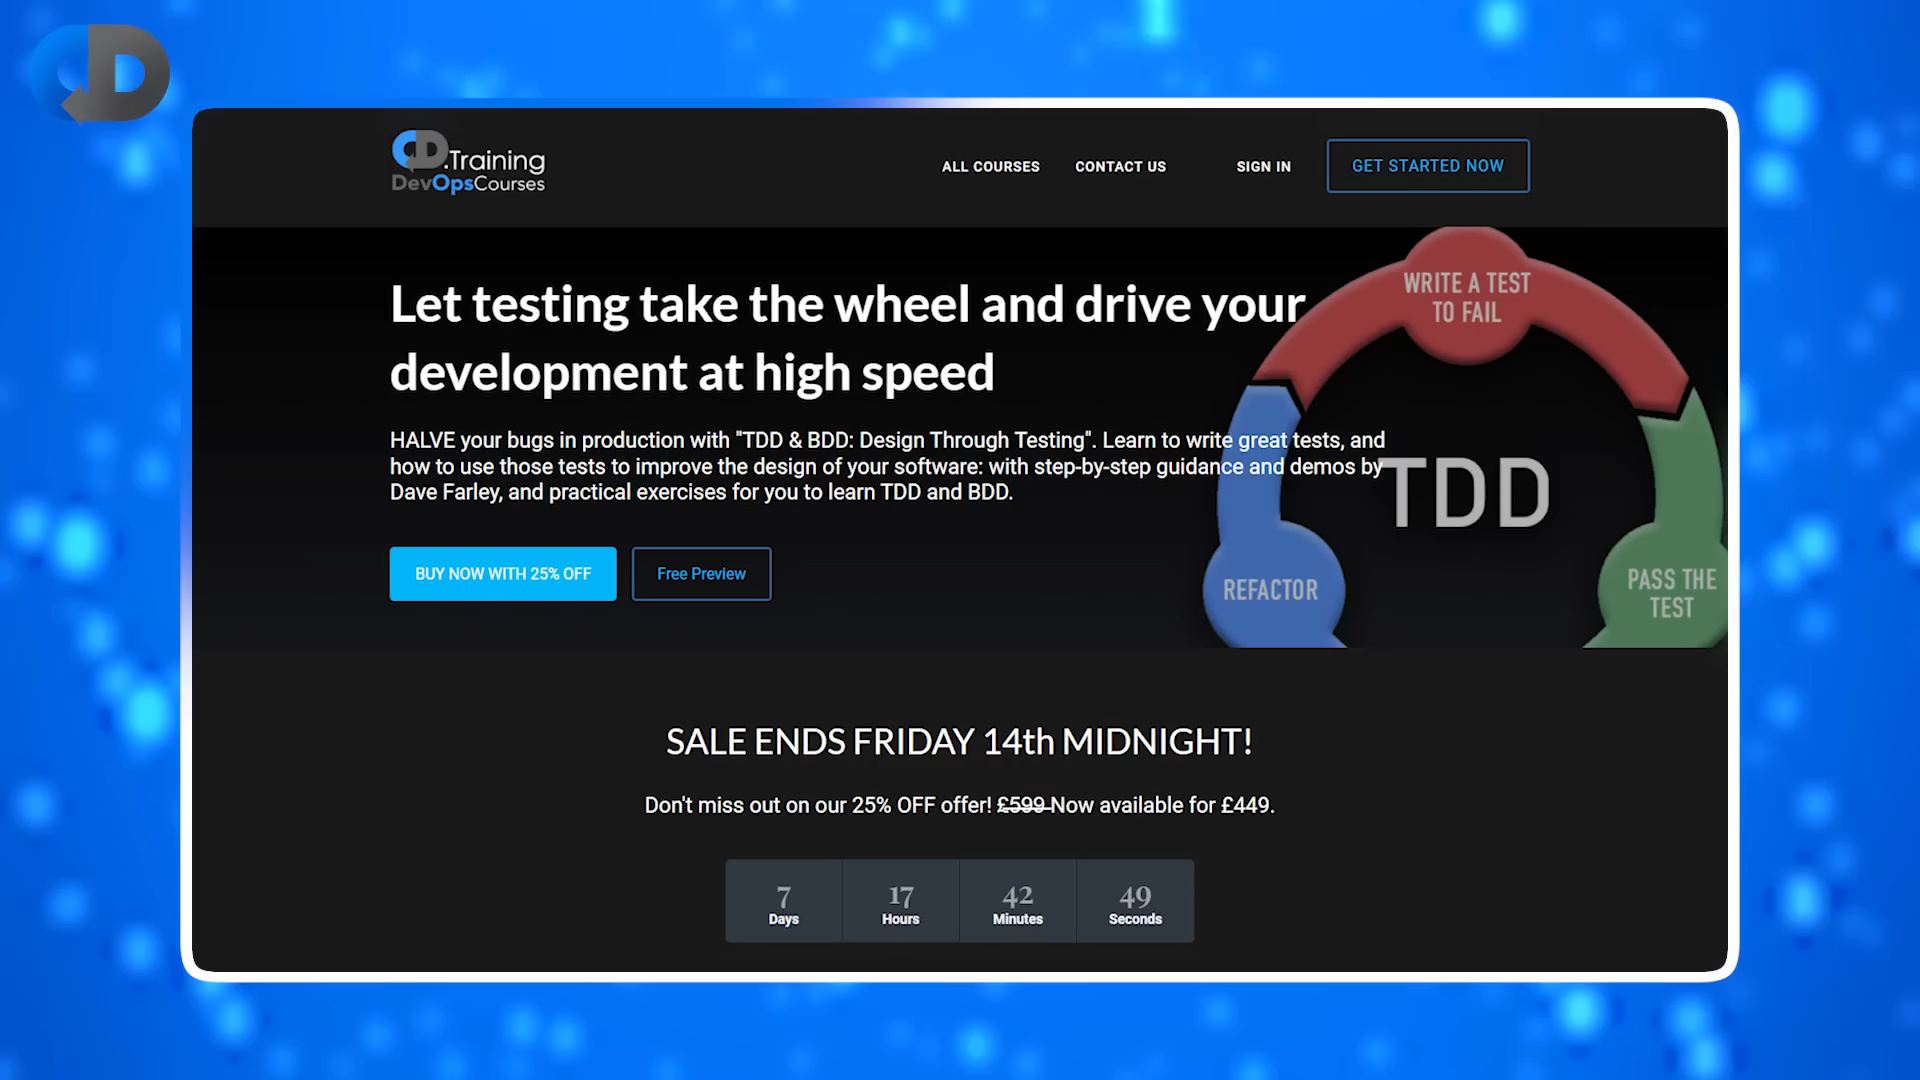 CD
CD.Training
DevOpsCourses
ALL COURSES
CONTACT US
SIGN IN
GET STARTED NOW
Let testing take the wheel and drive your
development at high speed
HALVE your bugs in production with "TDD & BDD: Design Through Testing". Learn to write great tests, and
how to use those tests to improve the design of your software: with step-by-step guidance and demos by
Dave Farley, and practical exercises for you to learn TDD and BDD.
BUY NOW WITH 25% OFF
Free Preview
WRITE A TEST
TO FAIL
TDD
REFACTOR
PASS THE
TEST
SALE ENDS FRIDAY 14th MIDNIGHT!
Don't miss out on our 25% OFF offer! £599 Now available for £449.
7
Days
17
Hours
42
Minutes
49
Seconds